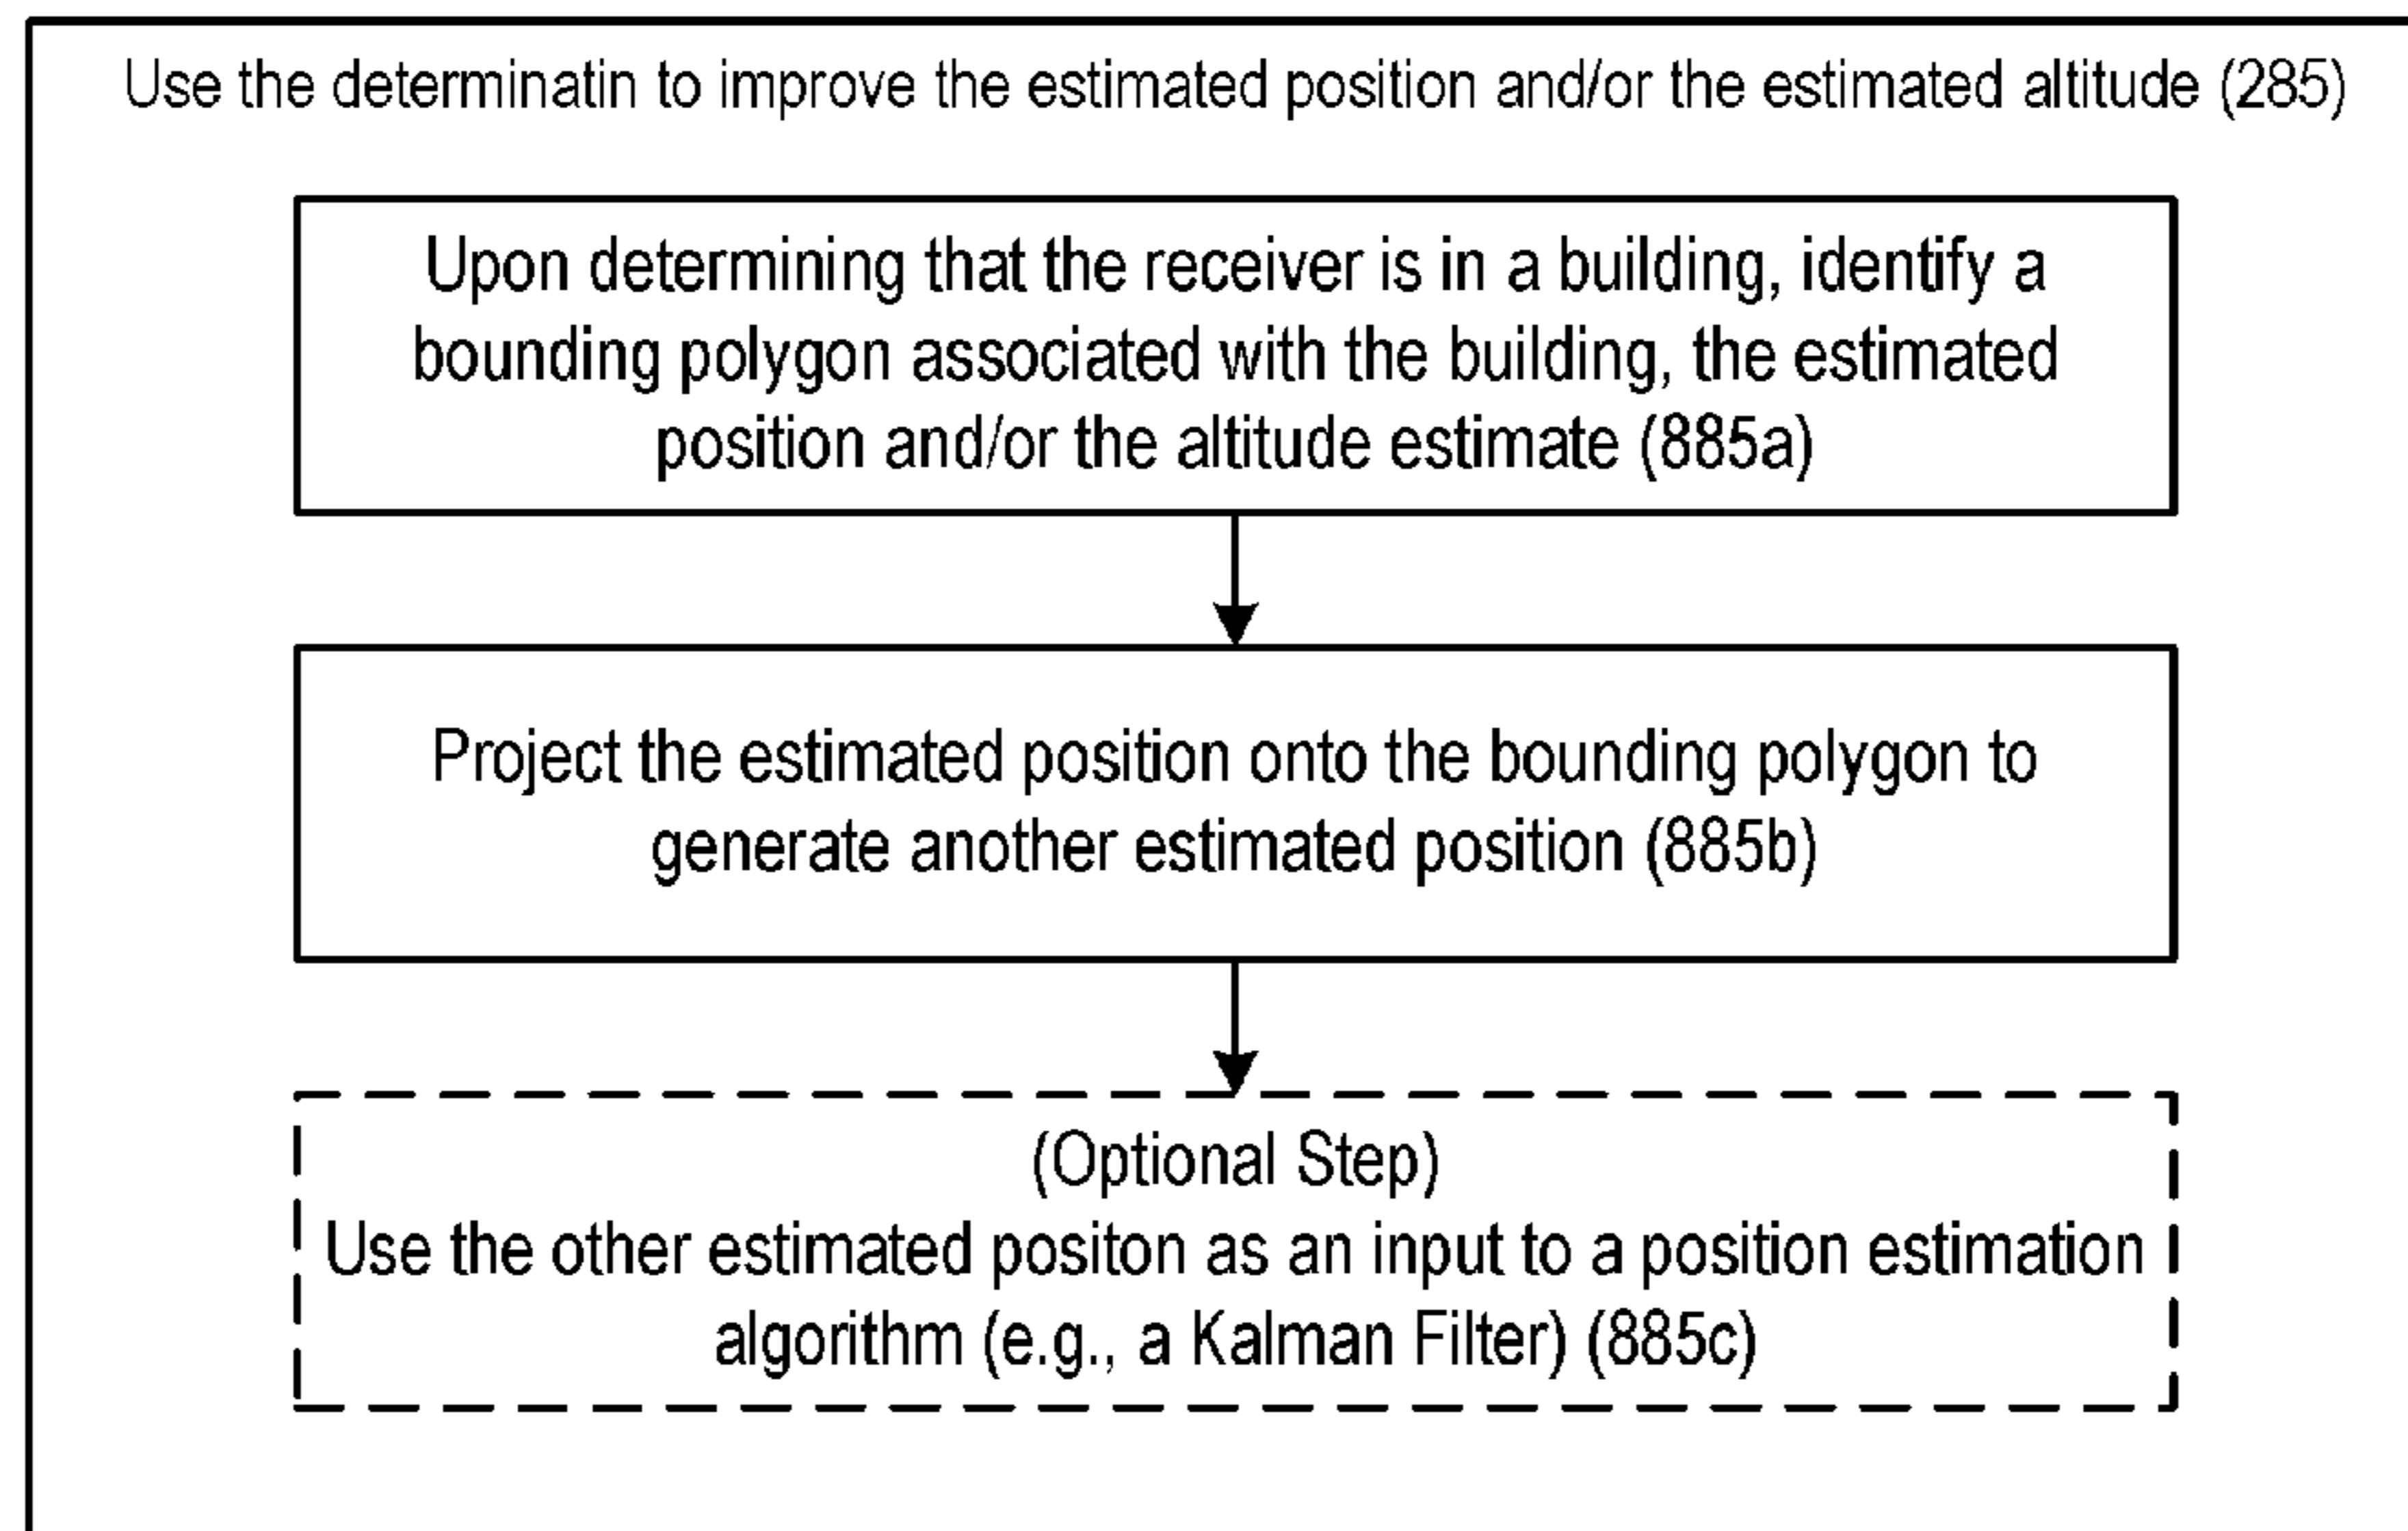 Use the determinatin to improve the estimated position and/or the estimated altitude (285)
Upon determining that the receiver is in a building, identify a
bounding polygon associated with the building, the estimated
position and/or the altitude estimate (885a)
Project the estimated position onto the bounding polygon to
generate another estimated position (885b)
(Optional Step)
Use the other estimated positon as an input to a position estimation
algorithm (e.g., a Kalman Filter) (885c)